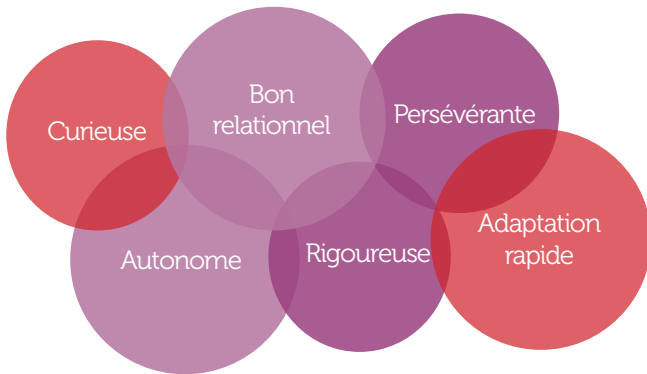 Curieuse
Bon
relationnel
Persévérante
Autonome
Rigoureuse
Adaptation
rapide